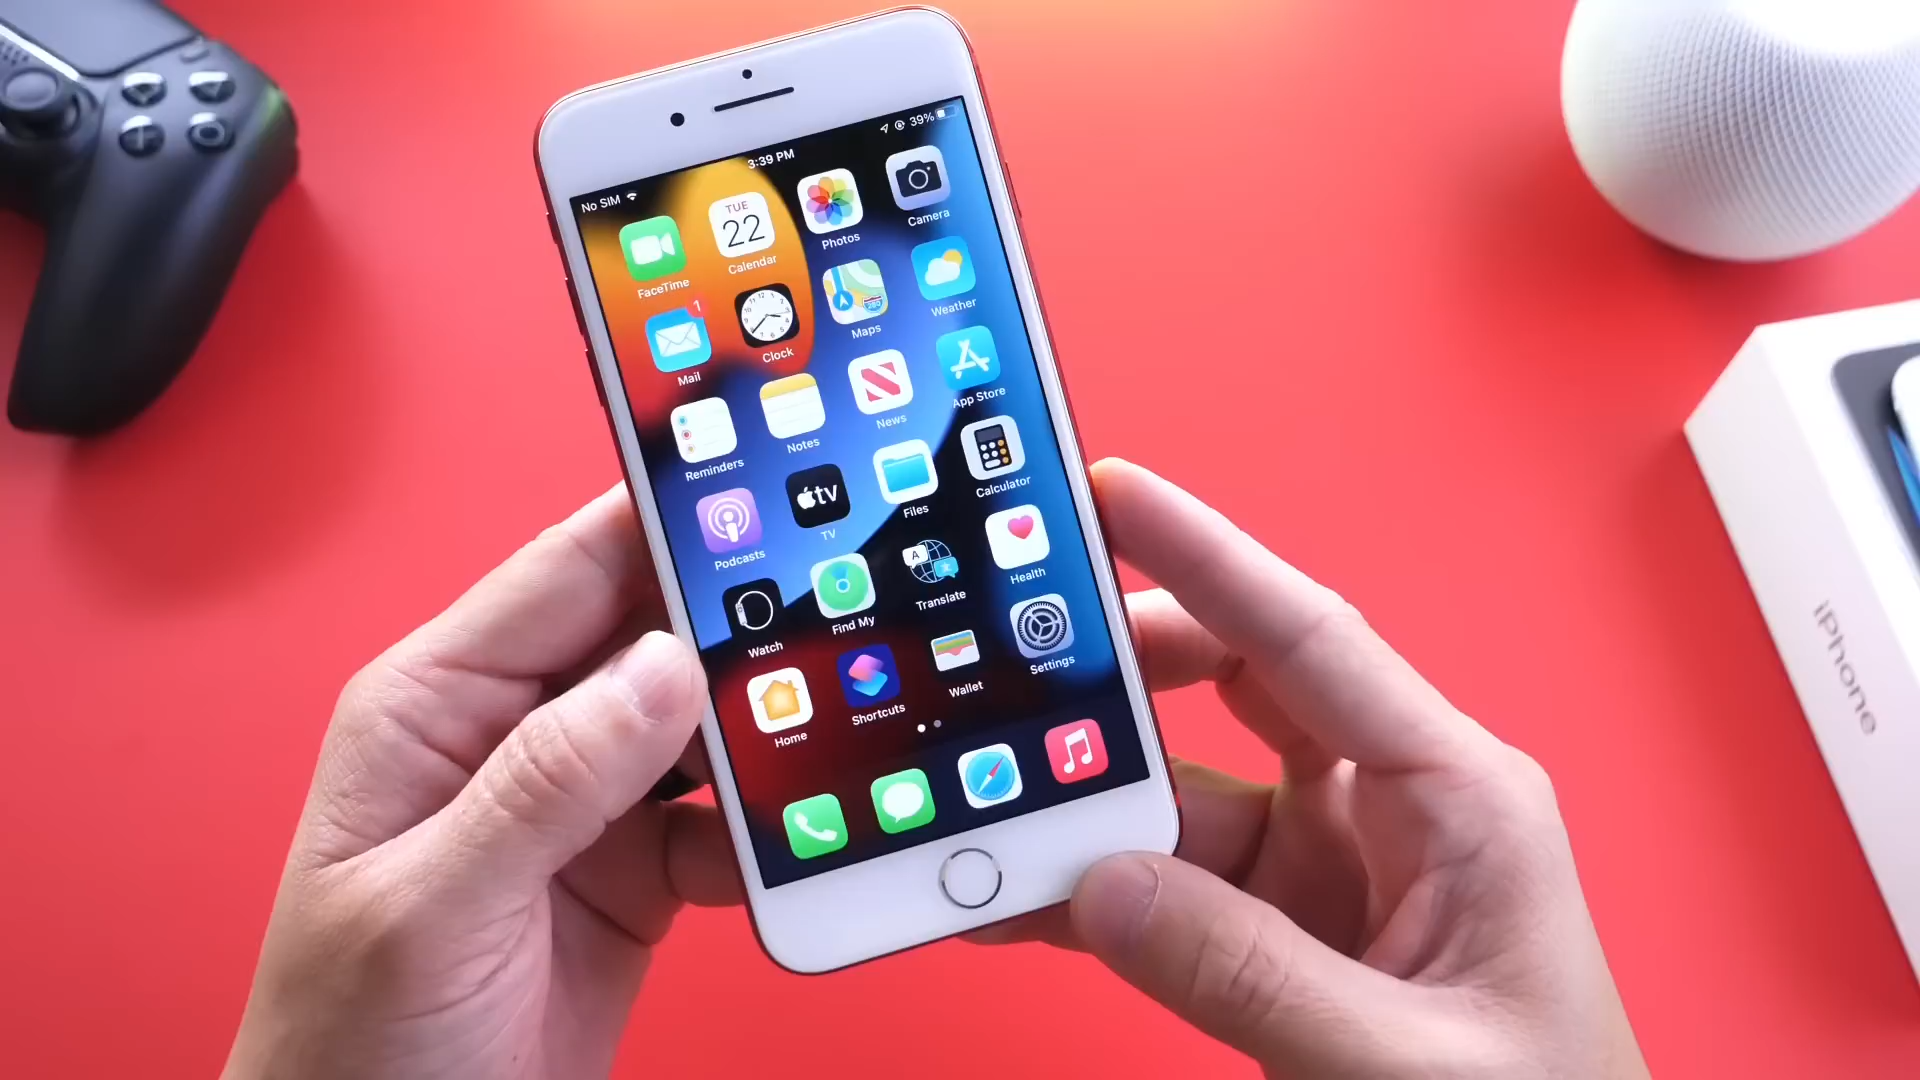 No SIM
3:39 PM
39%
FaceTime
TUE
22
Calendar
Photos
Camera
1
Mail
Clock
Maps
Weather
Reminders
Notes
News
App Store
Podcasts
tv
TV
Files
Calculator
Watch
Find My
A
Translate
Health
Home
Shortcuts
Wallet
Settings
iPhone